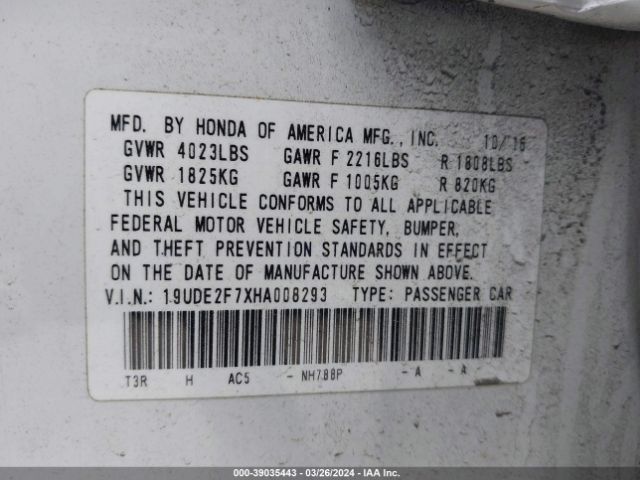 MFD. BY HONDA OF AMERICA MFG., INC. 10/16
GVWR 4023LBS GAWR F 2216LBS R 1808LBS
GVWR 1825KG GAWR F 1005KG R 820KG
THIS VEHICLE CONFORMS TO ALL APPLICABLE
FEDERAL MOTOR VEHICLE SAFETY, BUMPER,
AND THEFT PREVENTION STANDARDS IN EFFECT
ON THE DATE OF MANUFACTURE SHOWN ABOVE.
V.I.N.: 19UDE2F7XHA008293 TYPE: PASSENGER CAR
T3R H AC5 - NH788P - A - A
000-39035443 - 03/26/2024 - IAA Inc.